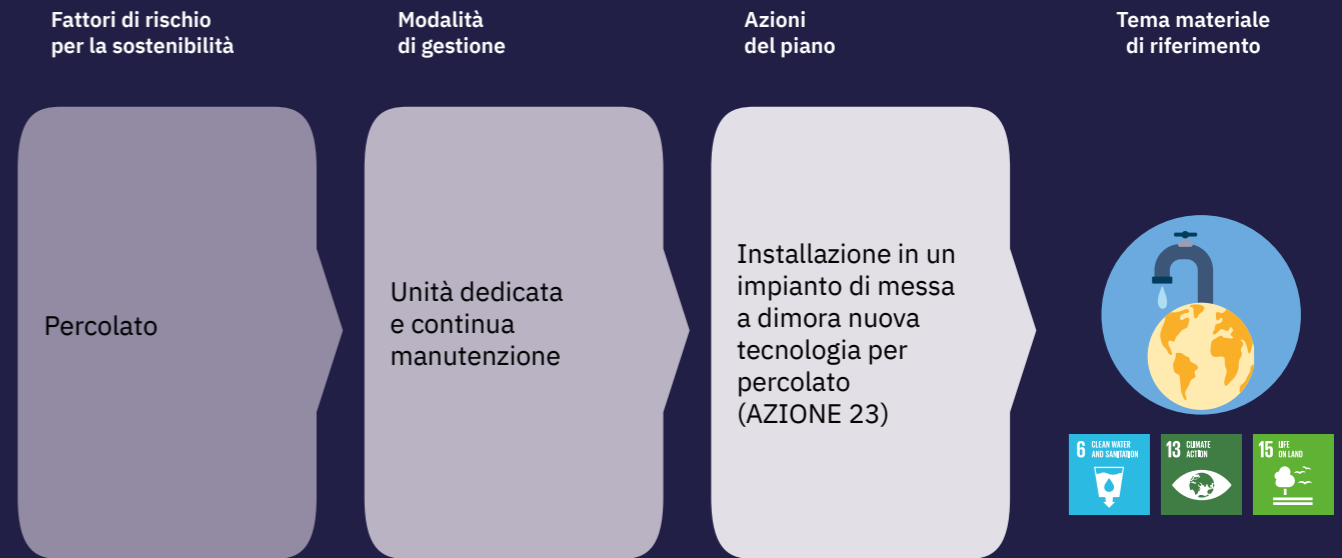 Fattori di rischio
per la sostenibilità
Modalità
di gestione
Azioni
del piano
Tema materiale
di riferimento
Percolato
Unità dedicata
e continua
manutenzione
Installazione in un
impianto di messa
a dimora nuova
tecnologia per
percolato
(AZIONE 23)
6 CLEAN WATER
AND SANITATION
13 CLIMATE
ACTION
15 LIFE
ON LAND